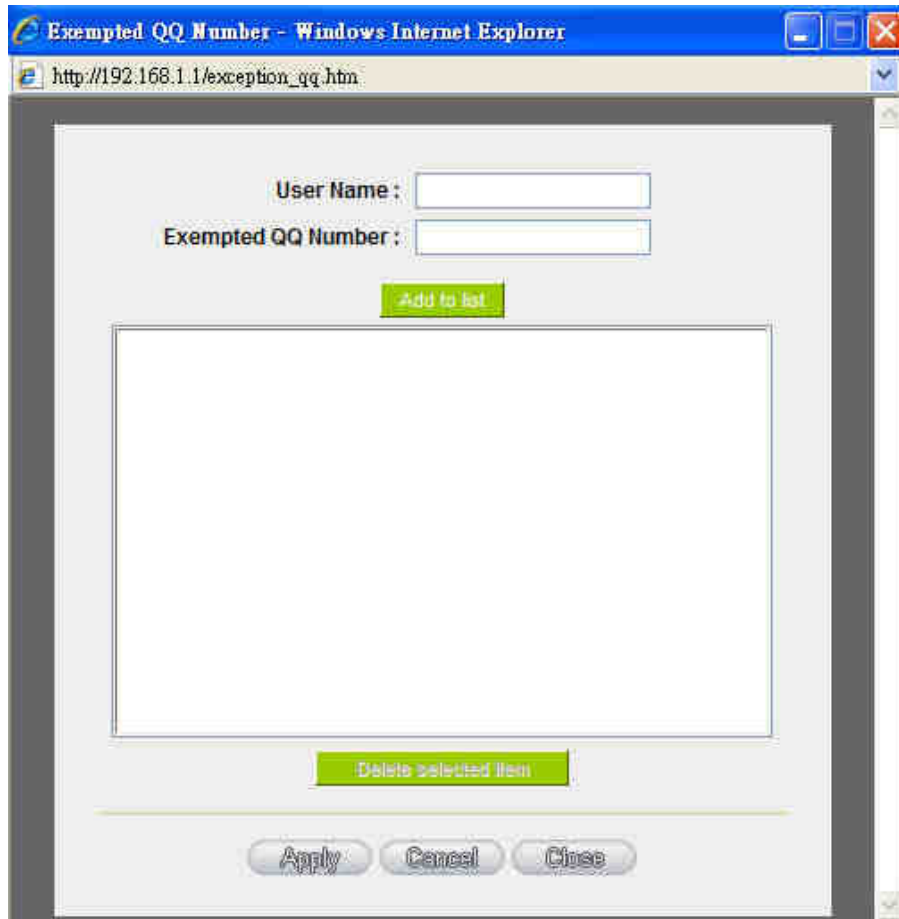 Exempted QQ Number - Windows Internet Explorer
http://192.168.1.1/exception_qq.htm
User Name :
Exempted QQ Number :
Add to list
Delete selected item
Apply Cancel Close